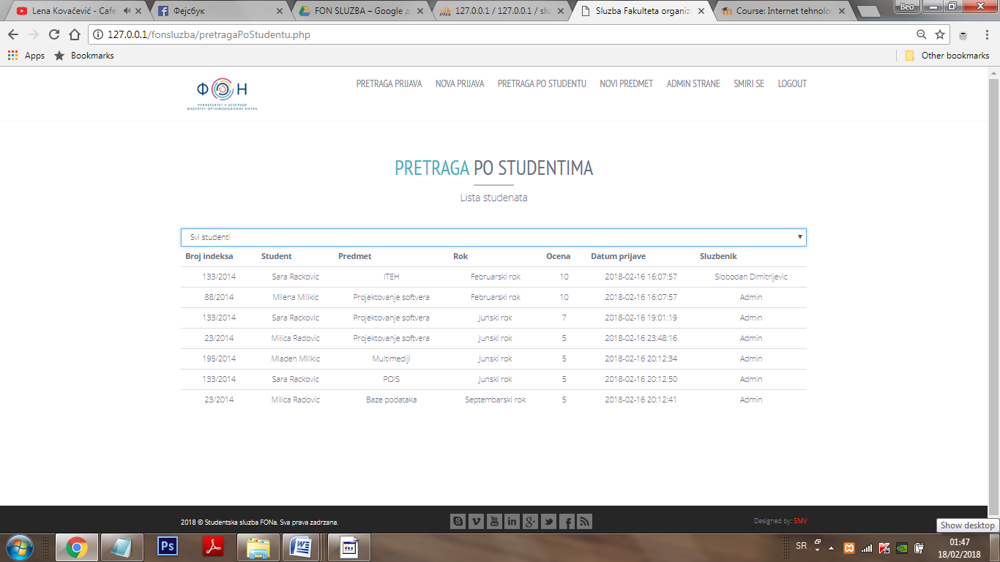 Lena Kovačević - Cafe
Фејсбук
FON SLUZBA – Google д
127.0.0.1 / 127.0.0.1 / slu
Sluzba Fakulteta organiza
Course: Internet tehnolog
Beo
127.0.0.1/fonsluzba/pretragaPoStudentu.php
Apps
Bookmarks
Other bookmarks
ФОН
УНИВЕРЗИТЕТ У БЕОГРАДУ
ФАКУЛТЕТ ОРГАНИЗАЦИОНИХ НАУКА
PRETRAGA PRIJAVA NOVA PRIJAVA PRETRAGA PO STUDENTU NOVI PREDMET ADMIN STRANE SMIRI SE LOGOUT
PRETRAGA PO STUDENTIMA
Lista studenata
Svi studenti
Broj indeksa Student Predmet Rok Ocena Datum prijave Sluzbenik
133/2014 Sara Rackovic ITEH Februarski rok 10 2018-02-16 16:07:57 Slobodan Dimitrijevic
88/2014 Milena Milikic Projektovanje softvera Februarski rok 10 2018-02-16 16:07:57 Admin
133/2014 Sara Rackovic Projektovanje softvera Junski rok 7 2018-02-16 19:01:19 Admin
23/2014 Milica Radovic Projektovanje softvera Junski rok 5 2018-02-16 23:48:16 Admin
195/2014 Mladen Milikic Multimediji Junski rok 5 2018-02-16 20:12:34 Admin
133/2014 Sara Rackovic POIS Junski rok 5 2018-02-16 20:12:50 Admin
23/2014 Milica Radovic Baze podataka Septembarski rok 5 2018-02-16 20:12:41 Admin
2018 © Studentska sluzba FONa. Sva prava zadrzana.
Designed by: SMV
Show desktop
Ps
SR
01:47
18/02/2018